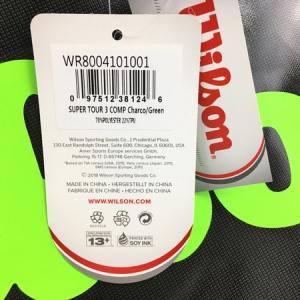 WR8004101001
0 97512 38124 6
SUPER TOUR 3 COMP Charco/Green
Wilson
Wilson Sporting Goods Co., 1 Prudential Plaza
130 East Randolph Street, Suite 600, Chicago, IL 60601, USA
Amer Sports Europe services GmbH,
Parkring 15-17, D-85748 Garching, Germany
© 2018 Wilson Sporting Goods Co.
MADE IN CHINA • HERGESTELLT IN CHINA
FABRIQUE EN CHINE • HECHO EN CHINA
WWW.WILSON.COM
RECYCLE
13+
PRINTED WITH
SOY INK